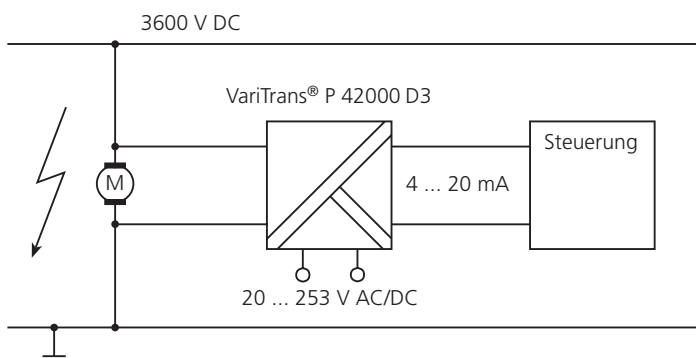 3600 V DC
VariTrans® P 42000 D3
Steuerung
M
4 ... 20 mA
20 ... 253 V AC/DC